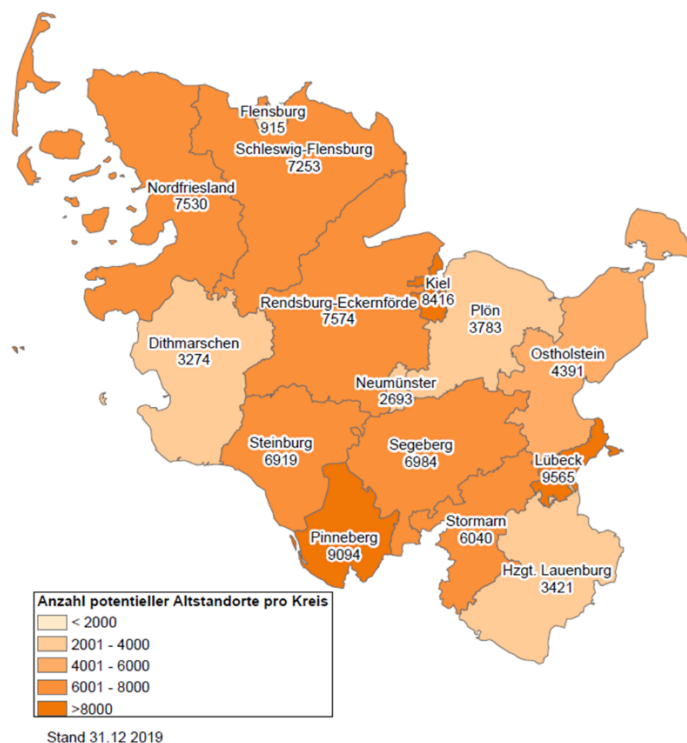 Flensburg
915
Schleswig-Flensburg
7253
Nordfriesland
7530
Kiel
8416
Rendsburg-Eckernförde
7574
Plön
3783
Dithmarschen
3274
Ostholstein
4391
Neumünster
2693
Steinburg
6919
Segeberg
6984
Lübeck
9565
Stormarn
6040
Pinneberg
9094
Hzgt. Lauenburg
3421
Anzahl potentieller Altstandorte pro Kreis
< 2000
2001 - 4000
4001 - 6000
6001 - 8000
>8000
Stand 31.12 2019